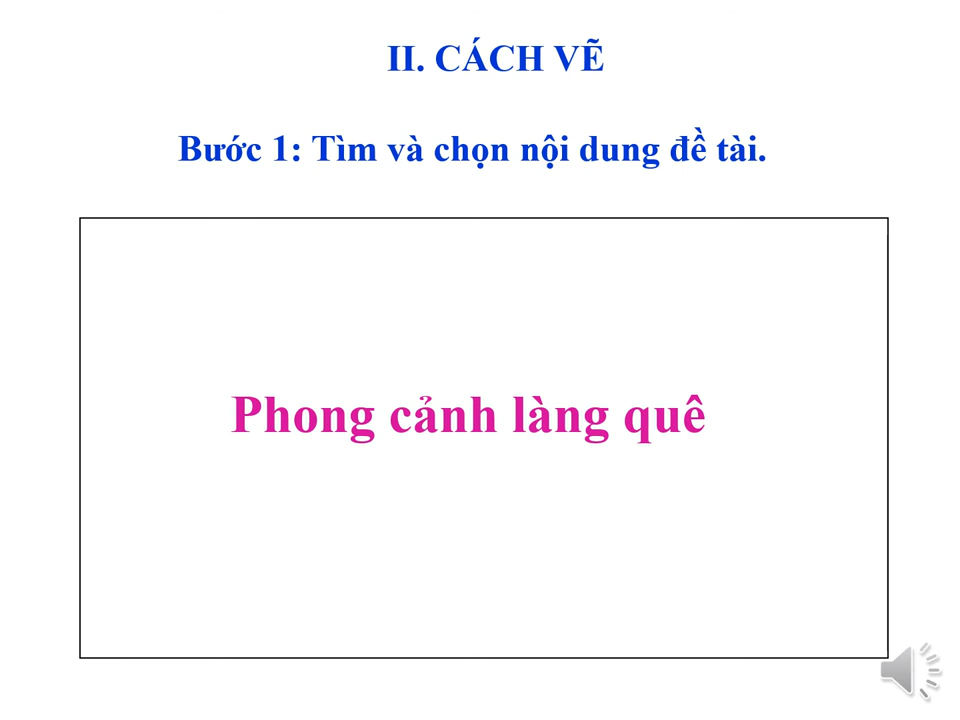 II. CÁCH VẼ
Bước 1: Tìm và chọn nội dung đề tài.
Phong cảnh làng quê